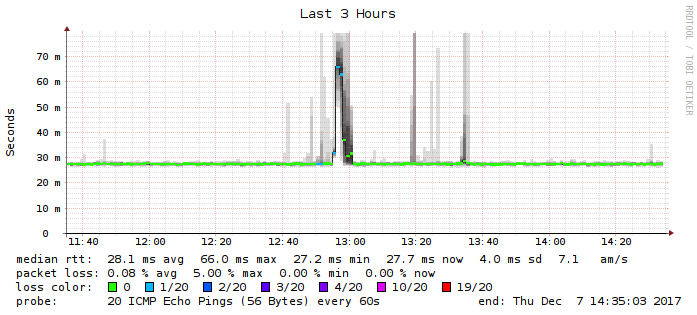 Last 3 Hours
RRDTOOL / TOBI OETIKER
Seconds
70 m
60 m
50 m
40 m
30 m
20 m
10 m
0
11:40 12:00 12:20 12:40 13:00 13:20 13:40 14:00 14:20
median rtt: 28.1 ms avg 66.0 ms max 27.2 ms min 27.7 ms now 4.0 ms sd 7.1 am/s
packet loss: 0.08 % avg 5.00 % max 0.00 % min 0.00 % now
loss color: 0 1/20 2/20 3/20 4/20 10/20 19/20
probe: 20 ICMP Echo Pings (56 Bytes) every 60s end: Thu Dec 7 14:35:03 2017